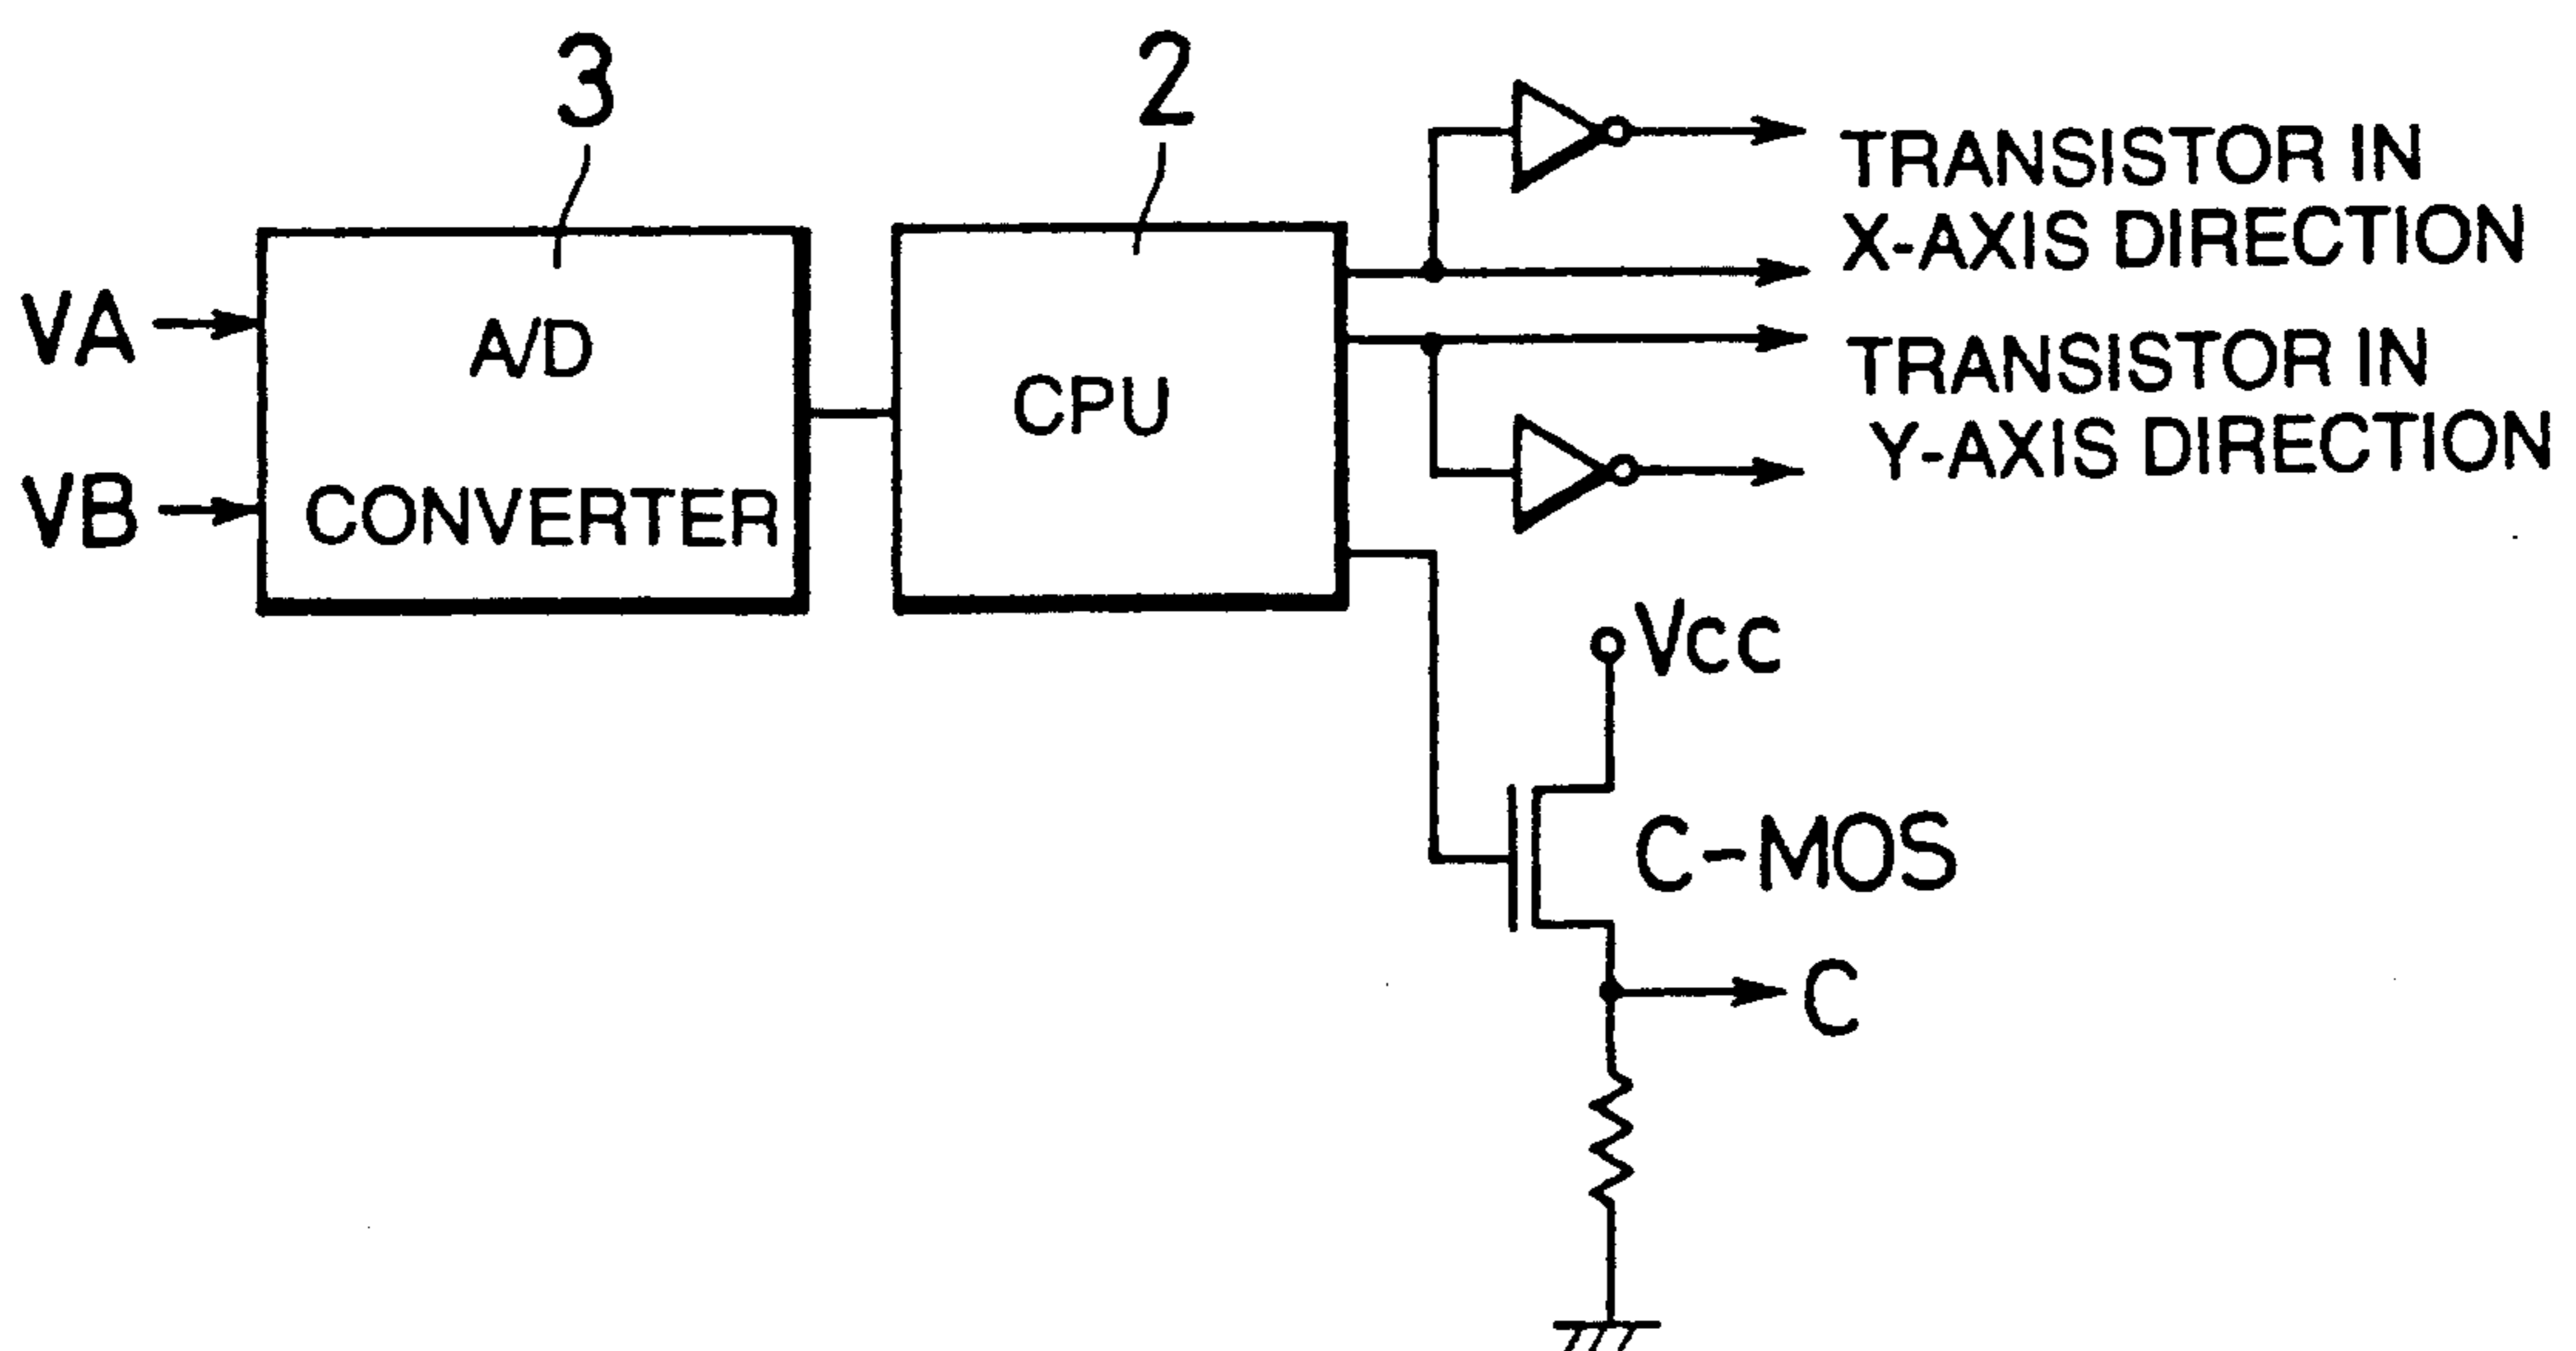 3
2
TRANSISTOR IN
X-AXIS DIRECTION
VA
A/D
TRANSISTOR IN
CPU
Y-AXIS DIRECTION
VB
CONVERTER
Vcc
C-MOS
C